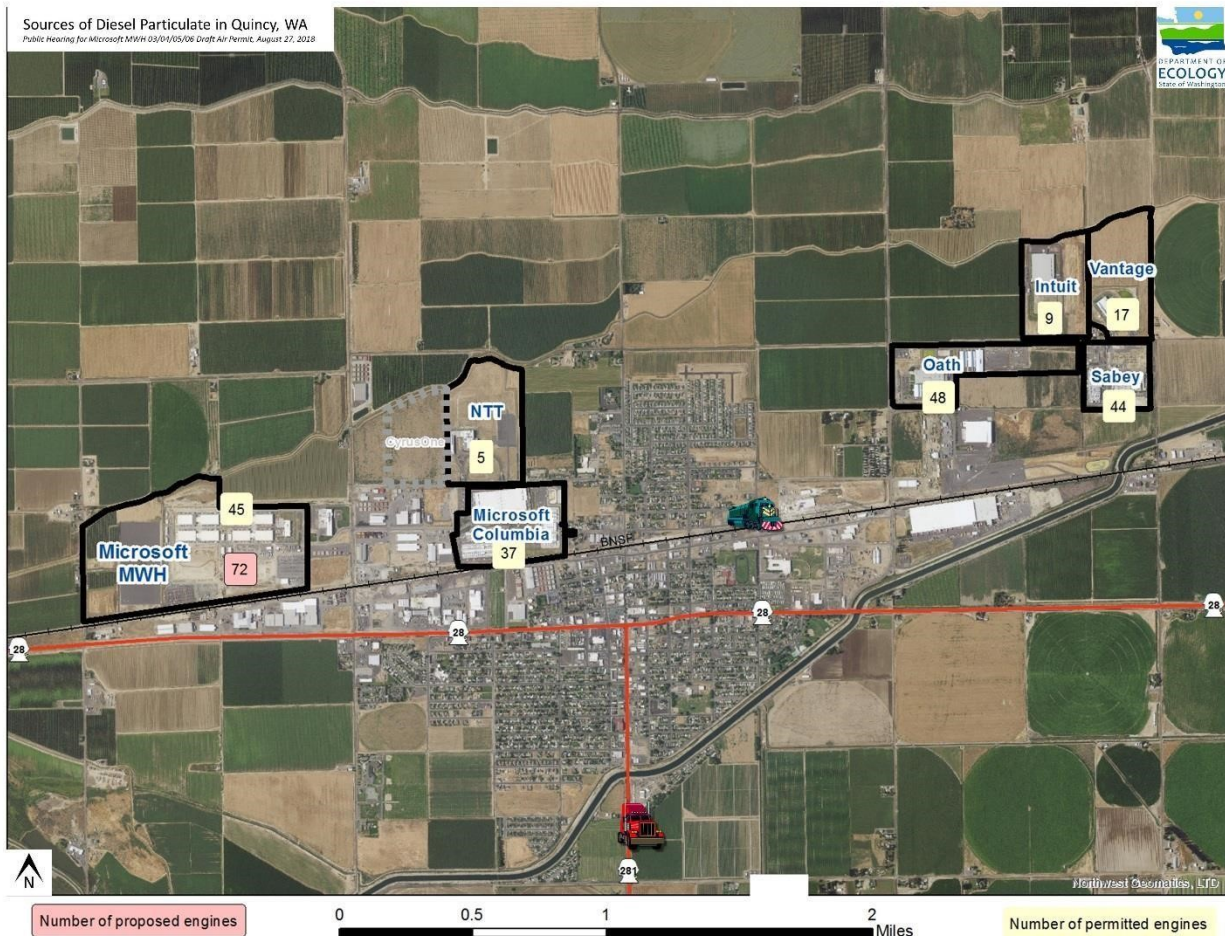 Sources of Diesel Particulate in Quincy, WA
Public Hearing for Microsoft MWH 03/04/05/06 Draft Air Permit, August 27, 2018
DEPARTMENT OF
ECOLOGY
State of Washington
Vantage
Intuit
17
9
Oath
Sabey
48
44
NTT
CyrusOne
5
45
Microsoft
Columbia
37
Microsoft
MWH
72
BNSF
28
28
28
28
281
N
Northwest Geomatics, LTD
Number of proposed engines
0
0.5
1
2
Miles
Number of permitted engines